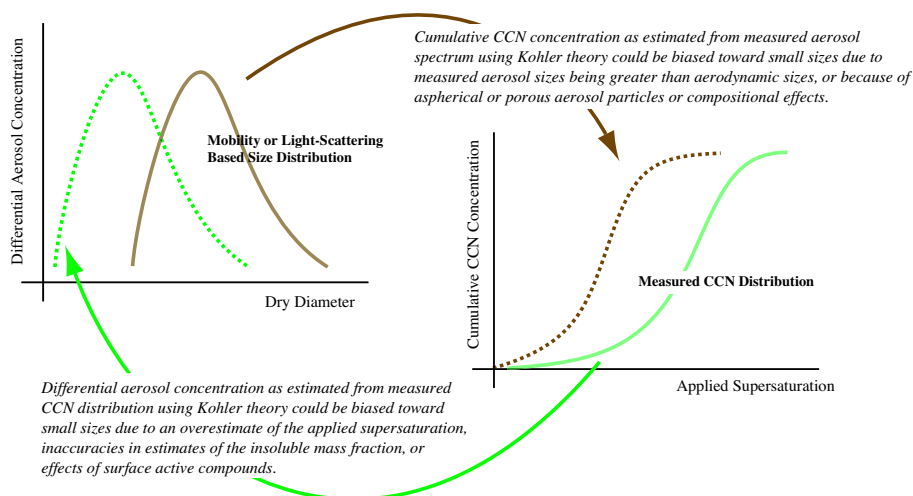 Cumulative CCN concentration as estimated from measured aerosol
spectrum using Kohler theory could be biased toward small sizes due to
measured aerosol sizes being greater than aerodynamic sizes, or because of
aspherical or porous aerosol particles or compositional effects.
Differential Aerosol Concentration
Mobility or Light-Scattering
Based Size Distribution
Dry Diameter
Cumulative CCN Concentration
Measured CCN Distribution
Applied Supersaturation
Differential aerosol concentration as estimated from measured
CCN distribution using Kohler theory could be biased toward
small sizes due to an overestimate of the applied supersaturation,
inaccuracies in estimates of the insoluble mass fraction, or
effects of surface active compounds.